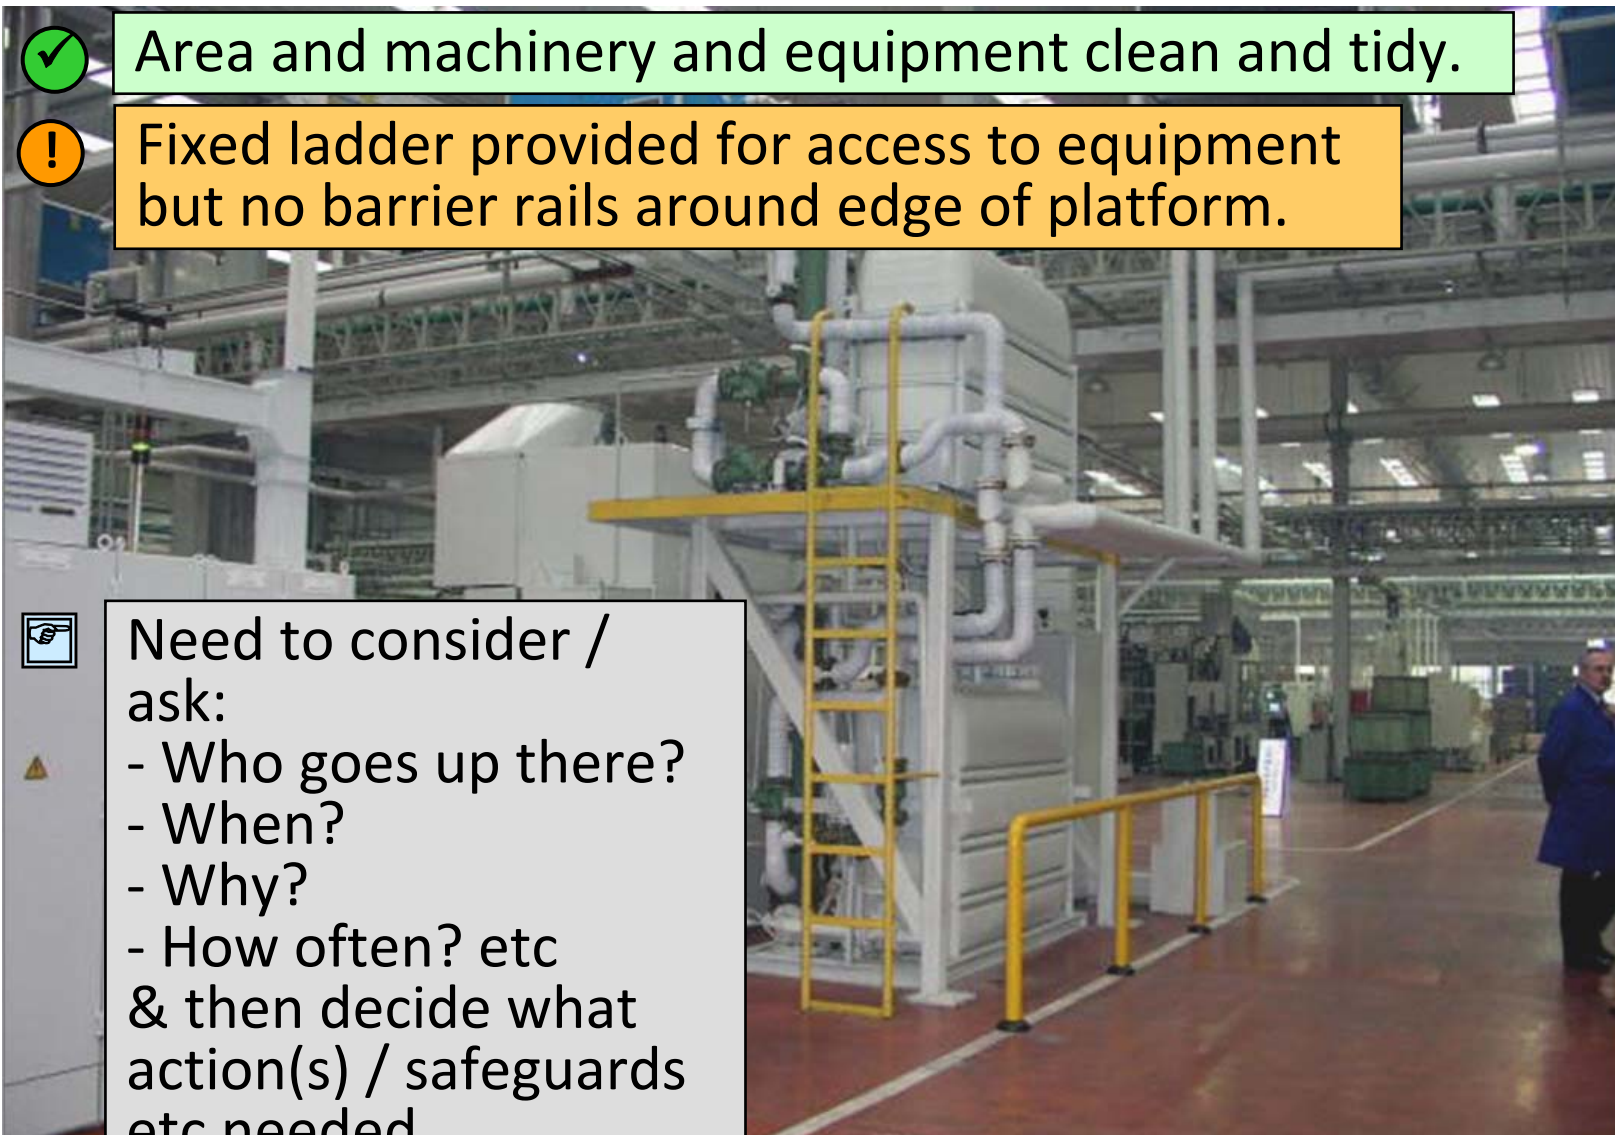 Area and machinery and equipment clean and tidy.
!
Fixed ladder provided for access to equipment
but no barrier rails around edge of platform.
Need to consider /
ask:
- Who goes up there?
- When?
- Why?
- How often? etc
& then decide what
action(s) / safeguards
etc needed